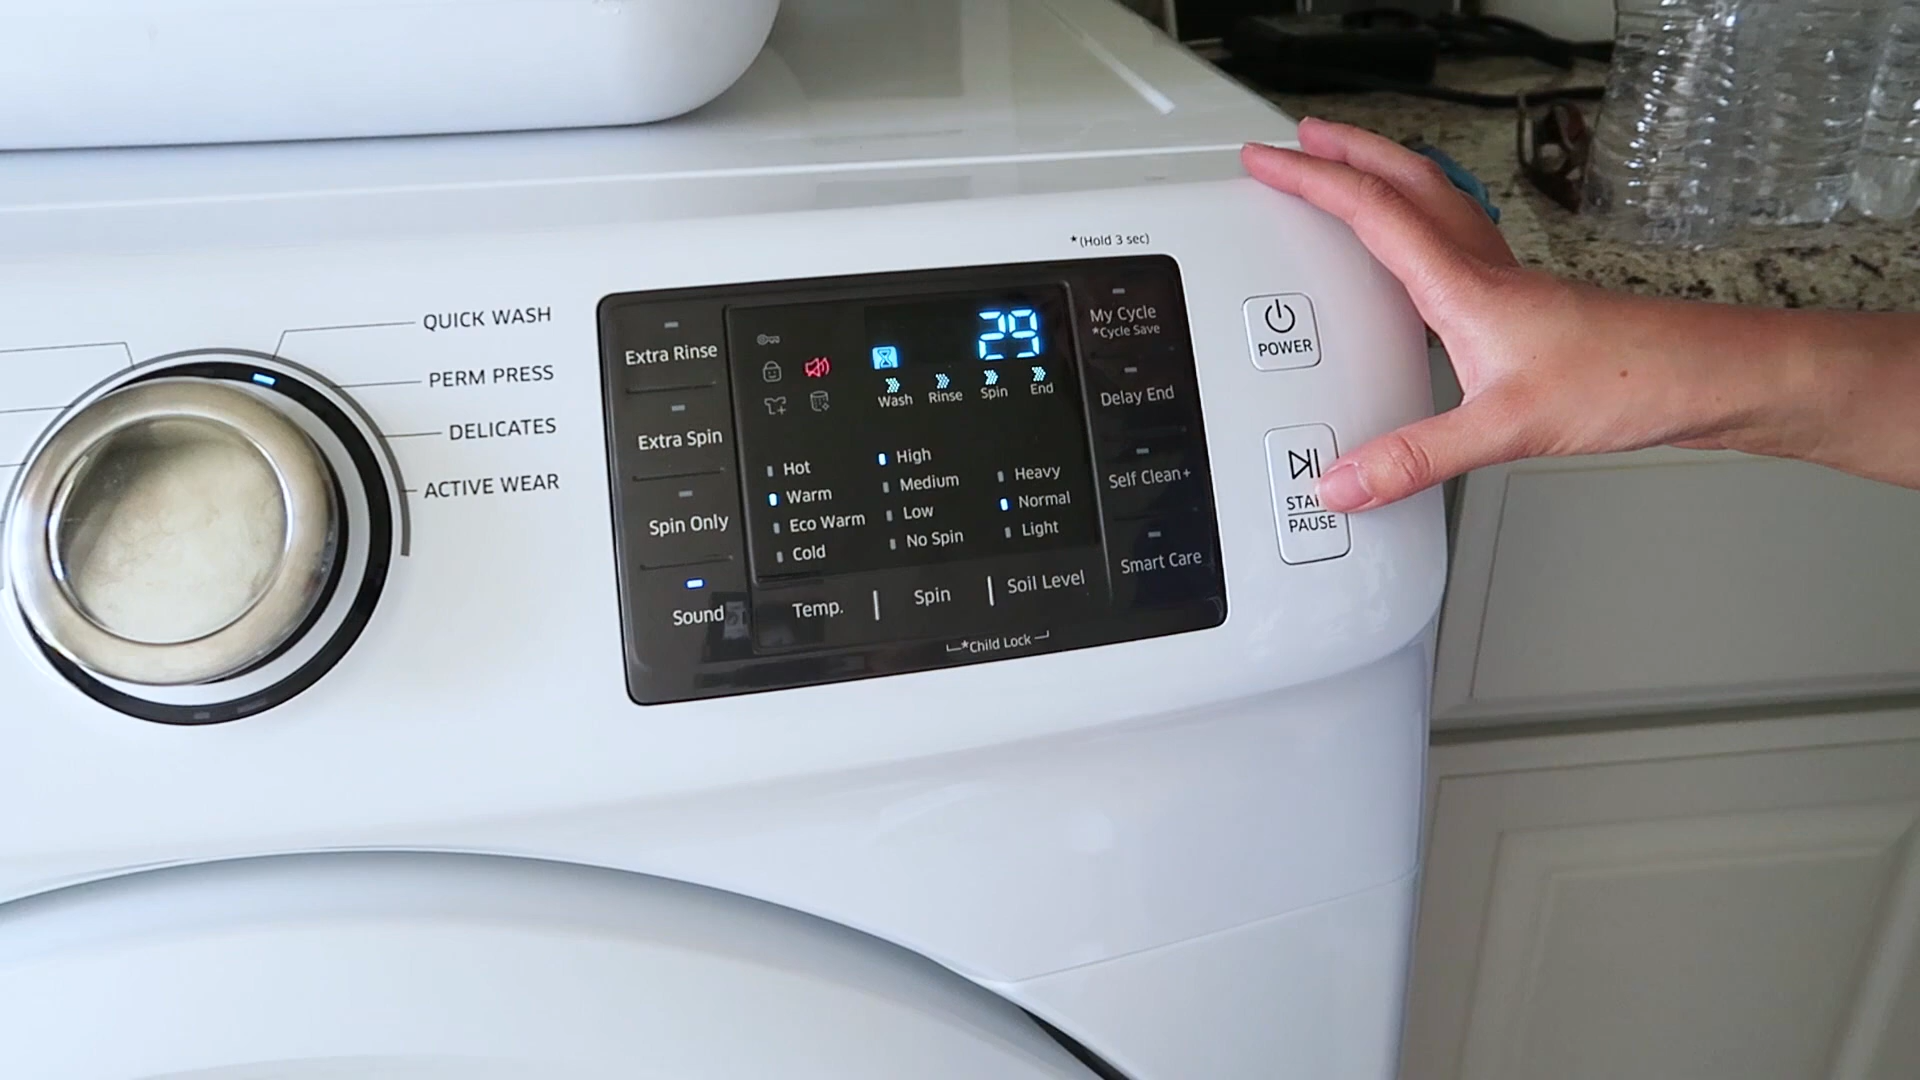 QUICK WASH
PERM PRESS
DELICATES
ACTIVE WEAR
*(Hold 3 sec)
Extra Rinse
Extra Spin
Spin Only
Sound
29
Wash Rinse Spin End
Hot
Warm
Eco Warm
Cold
High
Medium
Low
No Spin
Heavy
Normal
Light
Temp. | Spin | Soil Level
*Child Lock
My Cycle
*Cycle Save
Delay End
Self Clean+
Smart Care
POWER
STA
PAUSE